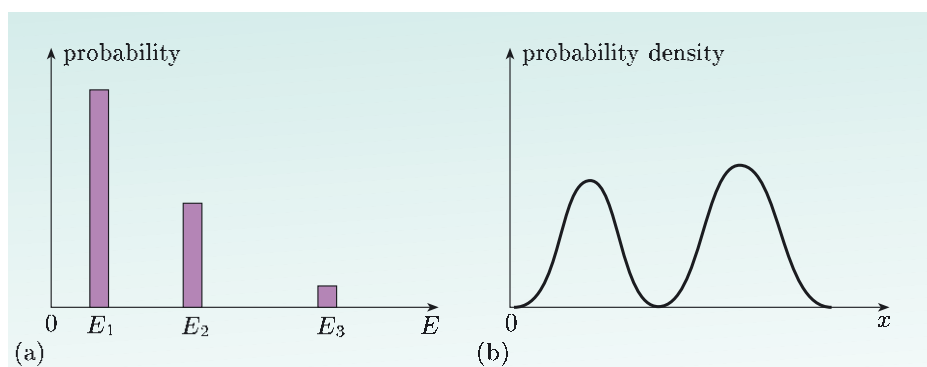 probability
0 E₁ E₂ E₃ E
(a)
probability density
0 x
(b)